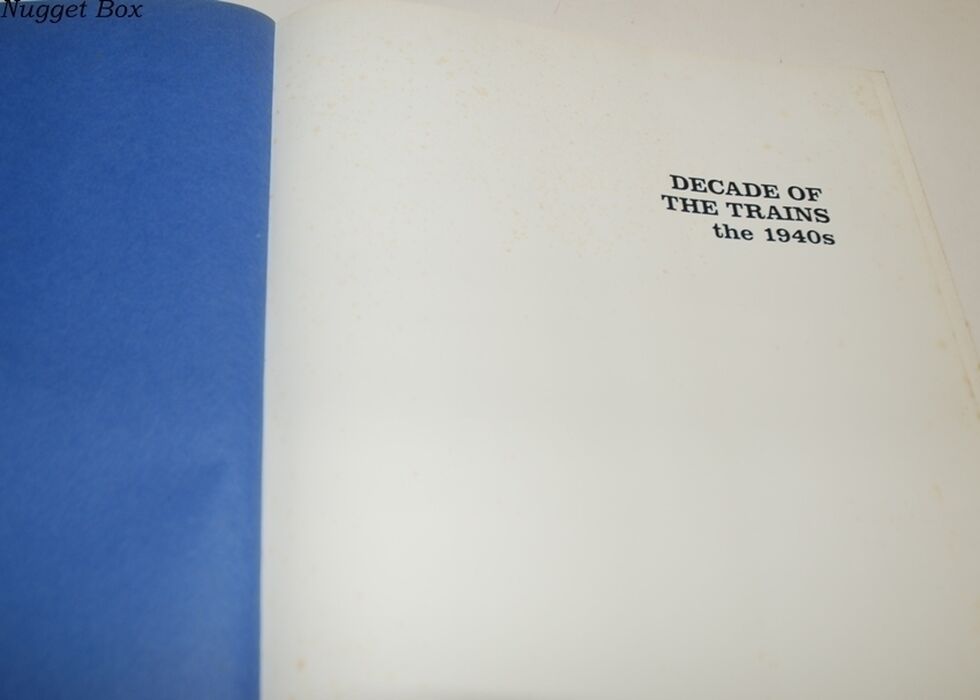 Nugget Box
DECADE OF
THE TRAINS
the 1940s